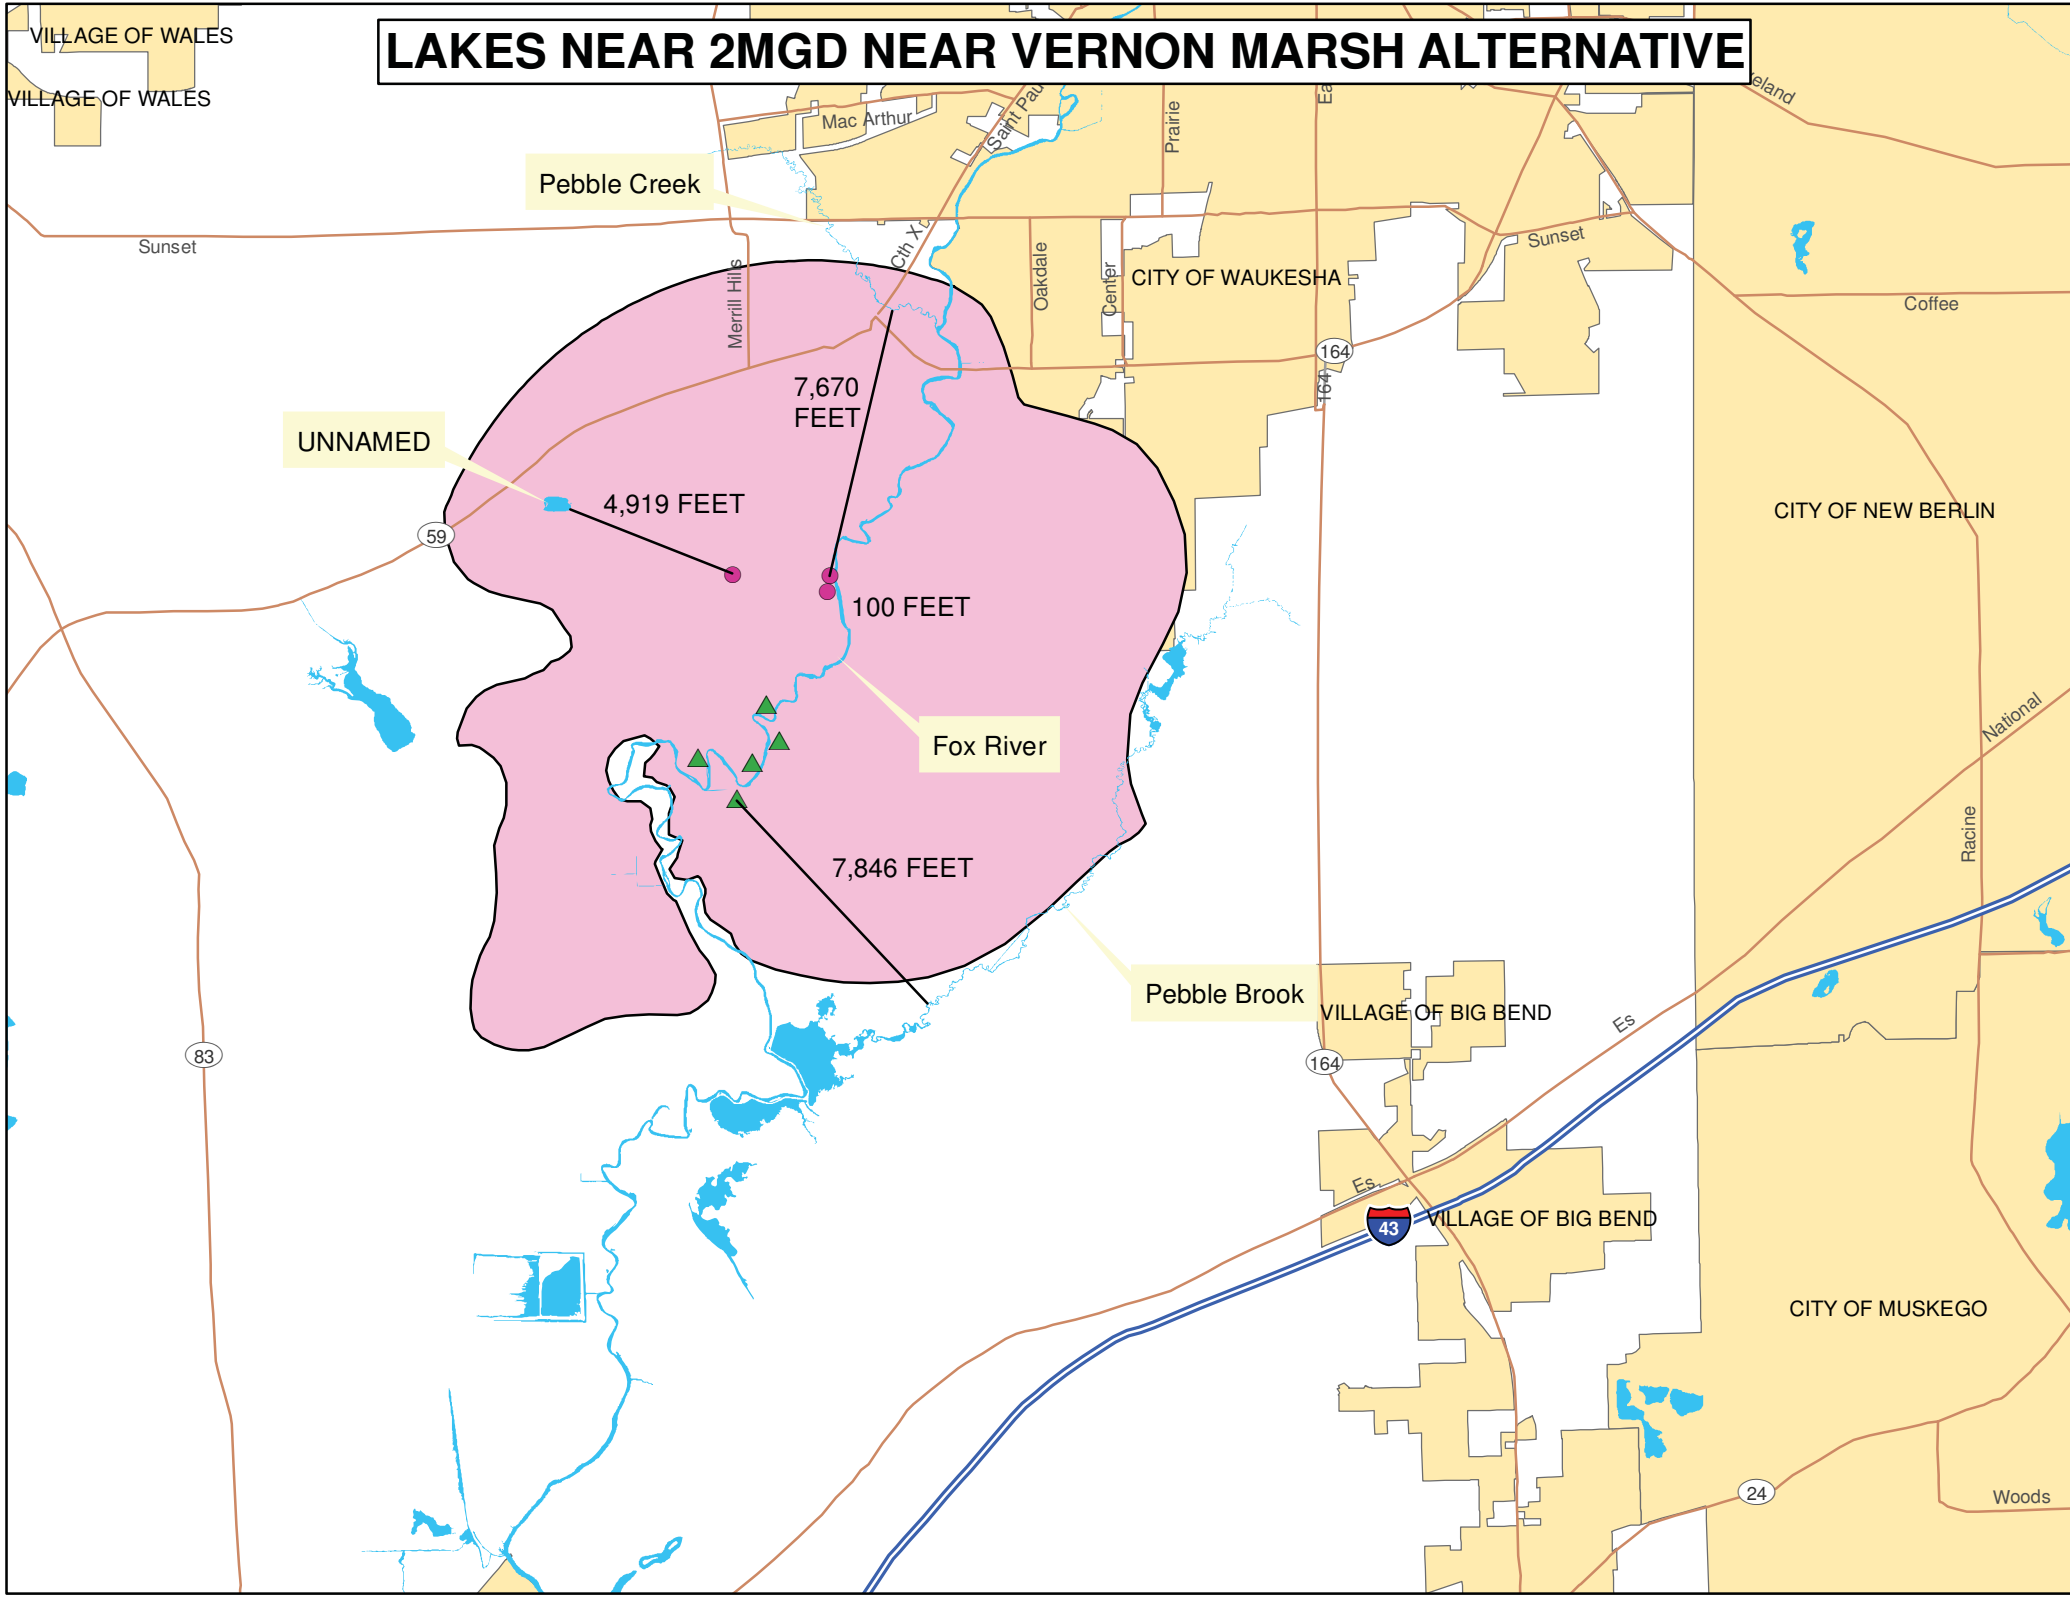 LAKES NEAR 2MGD NEAR VERNON MARSH ALTERNATIVE
VILLAGE OF WALES
VILLAGE OF WALES
Mac Arthur
Prairie
Pebble Creek
Sunset
Cth X
Merrill Hills
Oakdale
Center
CITY OF WAUKESHA
Sunset
Coffee
164
164
7,670
FEET
UNNAMED
4,919 FEET
59
CITY OF NEW BERLIN
100 FEET
Fox River
National
Racine
7,846 FEET
Pebble Brook
VILLAGE OF BIG BEND
Es
83
164
Es
43
VILLAGE OF BIG BEND
CITY OF MUSKEGO
24
Woods